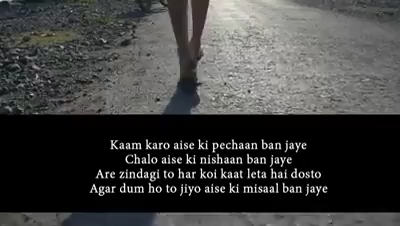 Kaam karo aise ki pechaan ban jaye
Chalo aise ki nishaan ban jaye
Are zindagi to har koi kaat leta hai dosto
Agar dum ho to jiyo aise ki misaal ban jaye